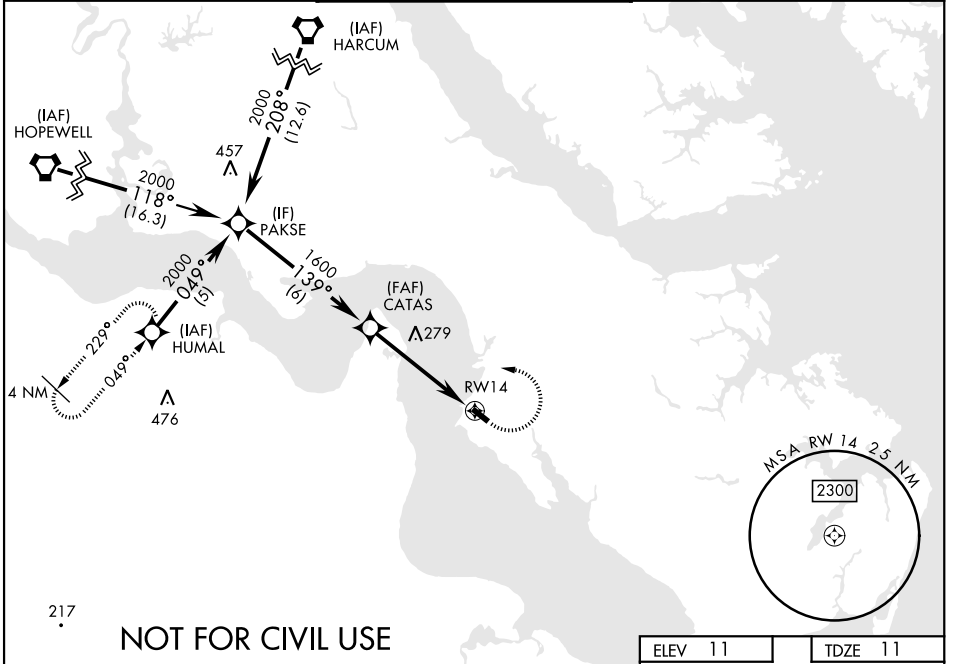 (IAF)
HARCUM
2000
208°
(12.6)
(IAF)
HOPEWELL
457
2000
118°
(16.3)
(IF)
PAKSE
2000
049°
(5)
1600
139°
(6)
(FAF)
CATAS
279
(IAF)
HUMAL
229°
049°
4 NM
476
RW14
MSA RW 14 25 NM
2300
217
NOT FOR CIVIL USE
ELEV 11
TDZE 11